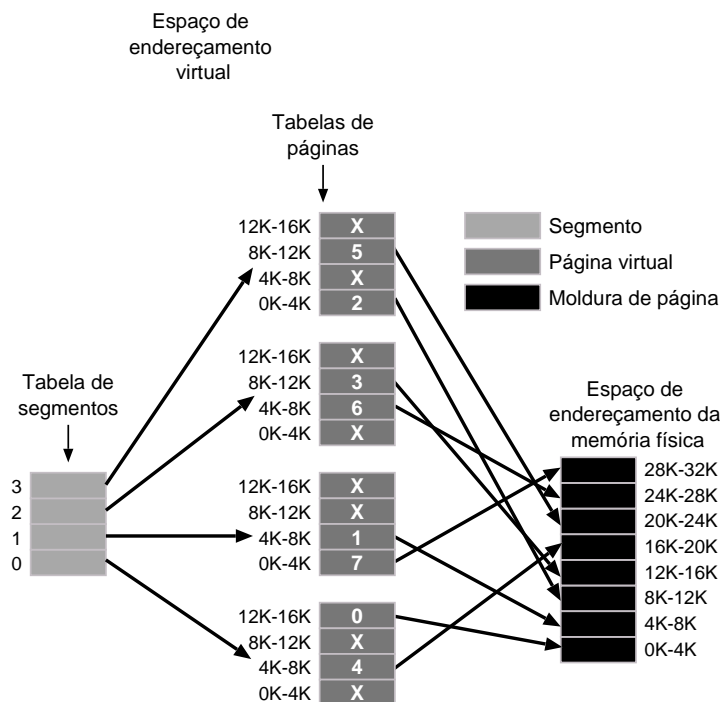 Espaço de
endereçamento
virtual
Tabelas de
páginas
12K-16K X
8K-12K 5
4K-8K X
0K-4K 2
Segmento
Página virtual
Moldura de página
12K-16K X
8K-12K 3
4K-8K 6
0K-4K X
Tabela de
segmentos
3
2
1
0
12K-16K X
8K-12K X
4K-8K 1
0K-4K 7
12K-16K 0
8K-12K X
4K-8K 4
0K-4K X
Espaço de
endereçamento da
memória física
28K-32K
24K-28K
20K-24K
16K-20K
12K-16K
8K-12K
4K-8K
0K-4K